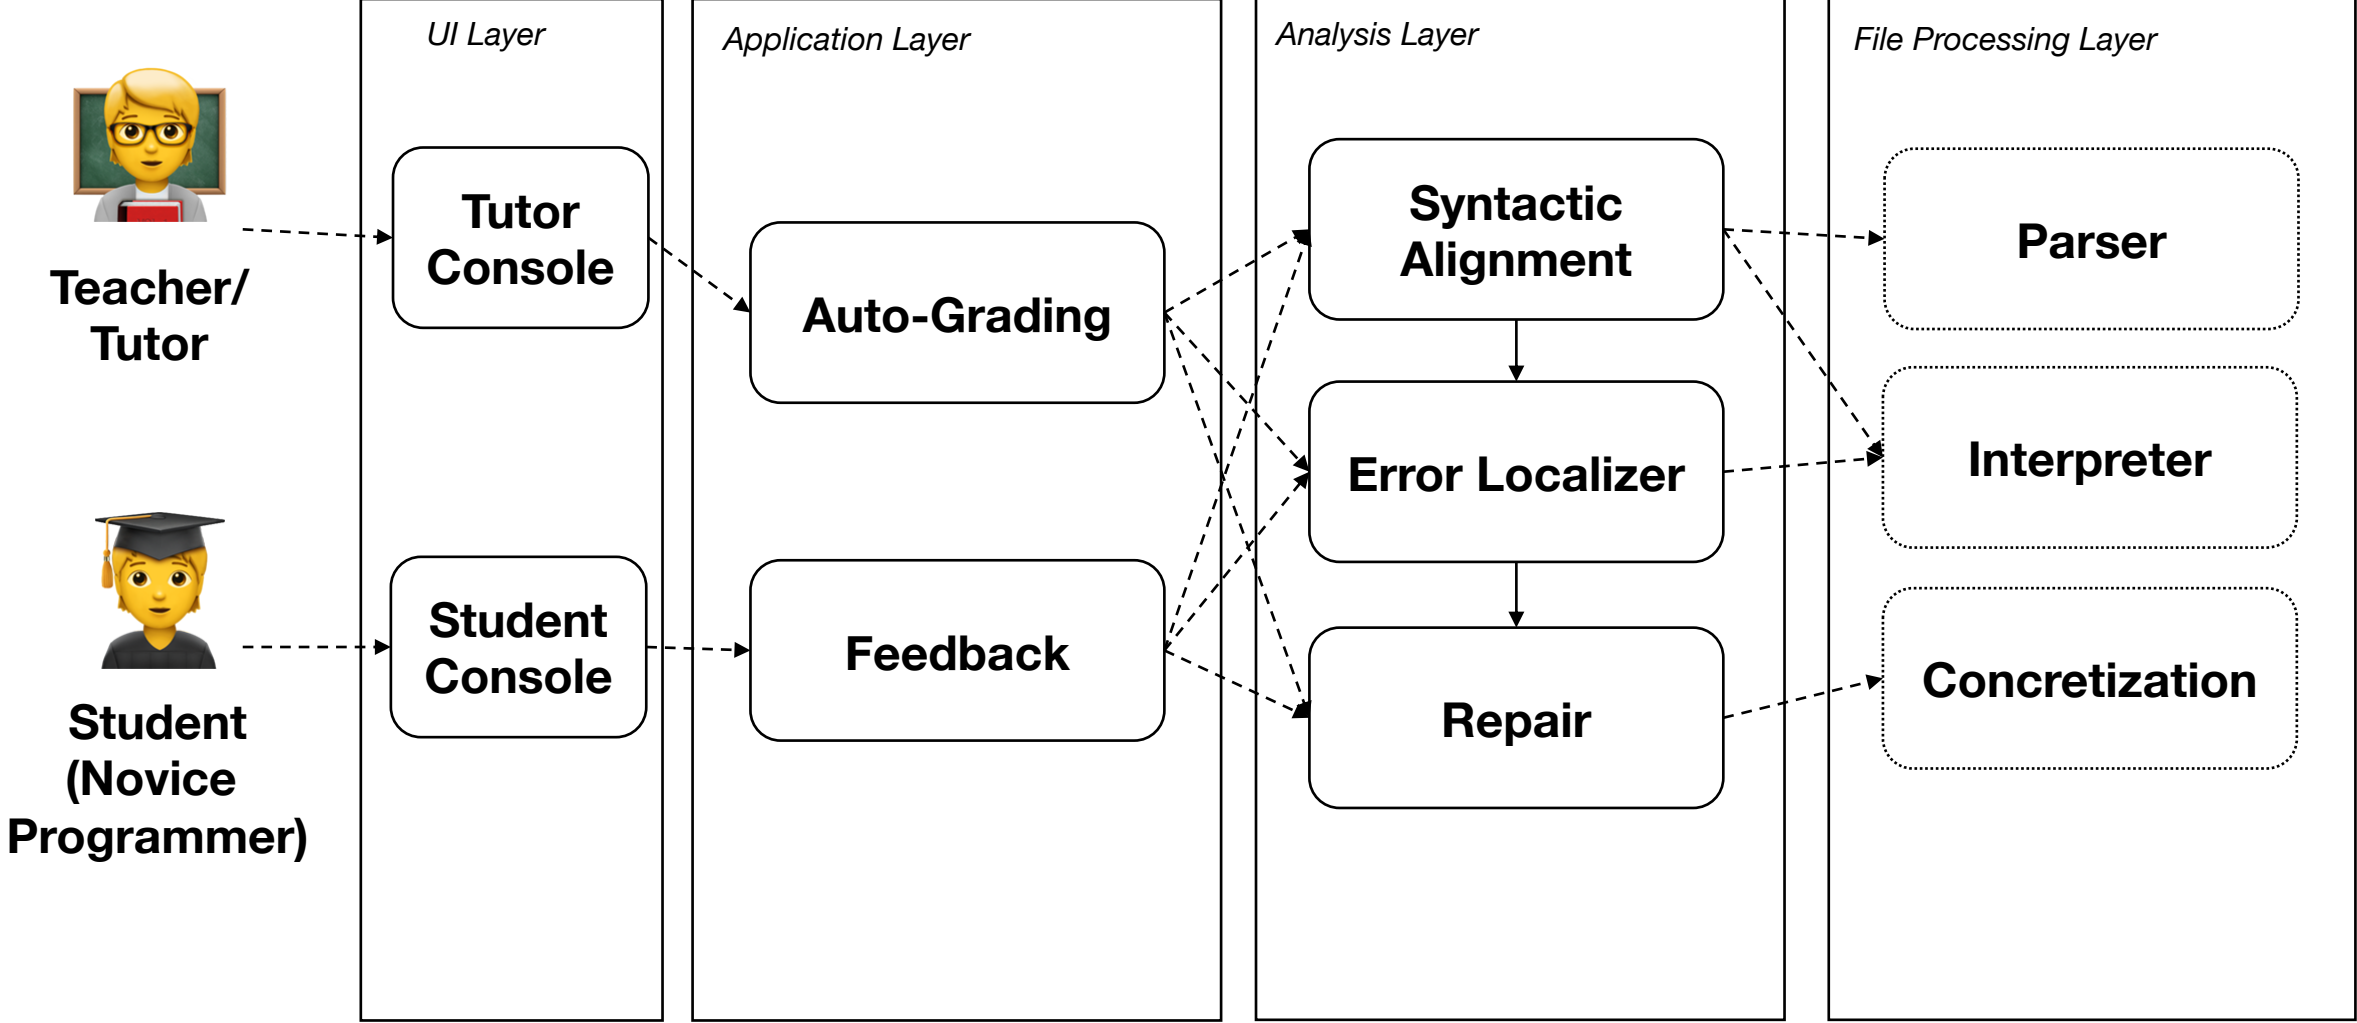 UI Layer
Application Layer
Analysis Layer
File Processing Layer
Teacher/
Tutor
Student
(Novice
Programmer)
Tutor
Console
Student
Console
Auto-Grading
Feedback
Syntactic
Alignment
Error Localizer
Repair
Parser
Interpreter
Concretization